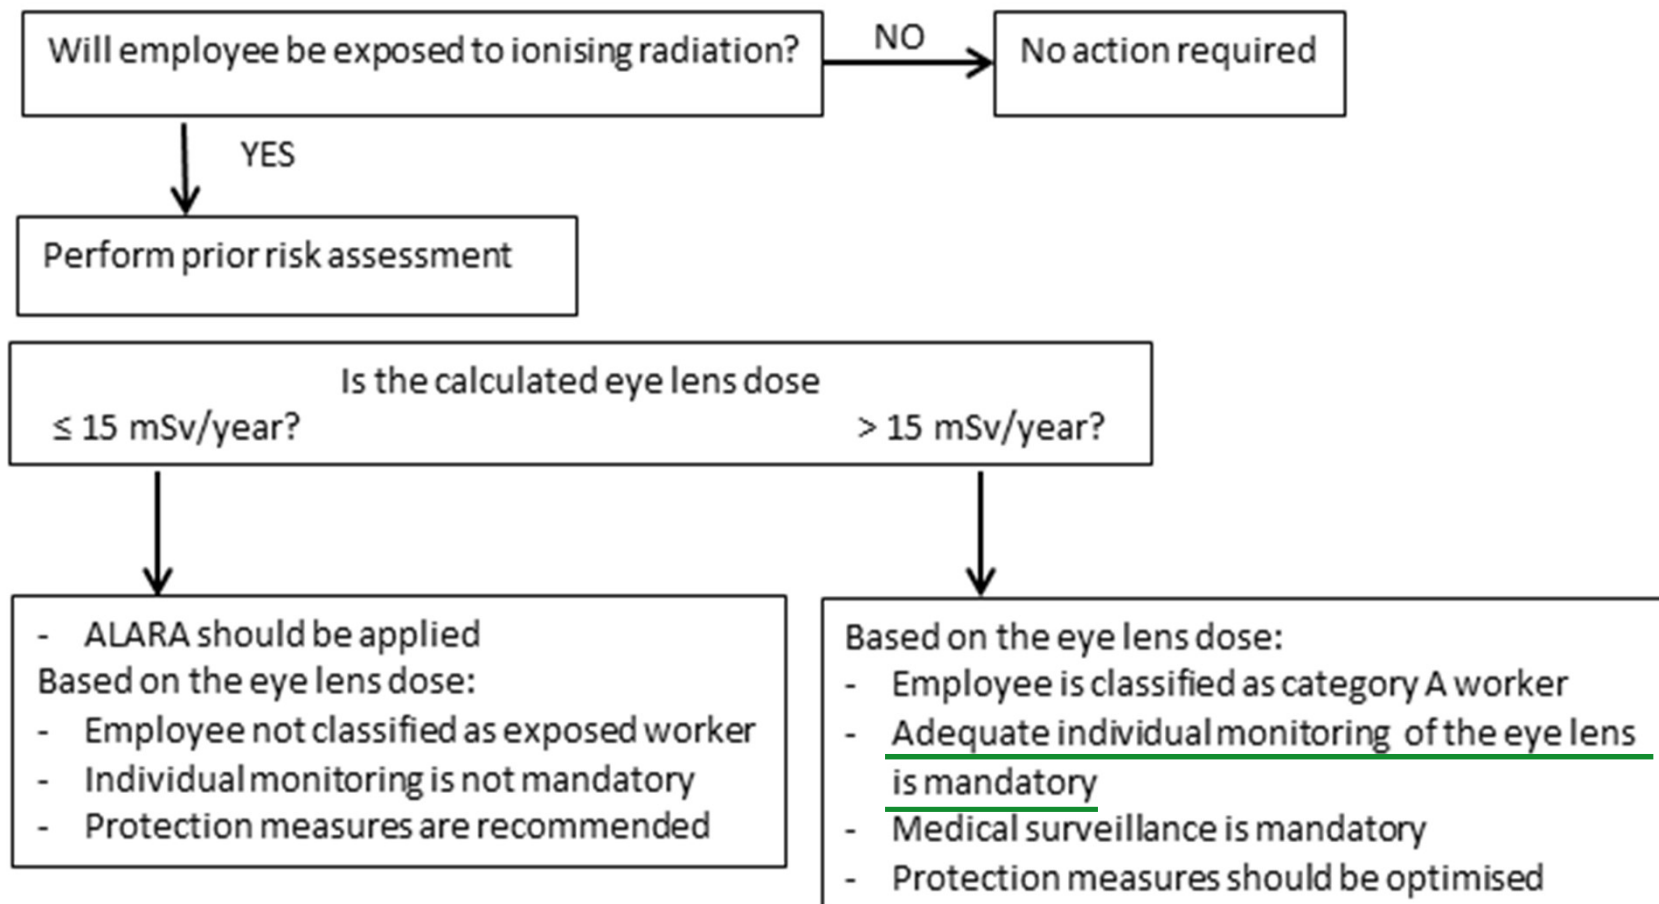 Will employee be exposed to ionising radiation?
NO
No action required
YES
Perform prior risk assessment
Is the calculated eye lens dose
≤ 15 mSv/year?
> 15 mSv/year?
- ALARA should be applied
Based on the eye lens dose:
- Employee not classified as exposed worker
- Individual monitoring is not mandatory
- Protection measures are recommended
Based on the eye lens dose:
- Employee is classified as category A worker
- Adequate individual monitoring of the eye lens
is mandatory
- Medical surveillance is mandatory
- Protection measures should be optimised